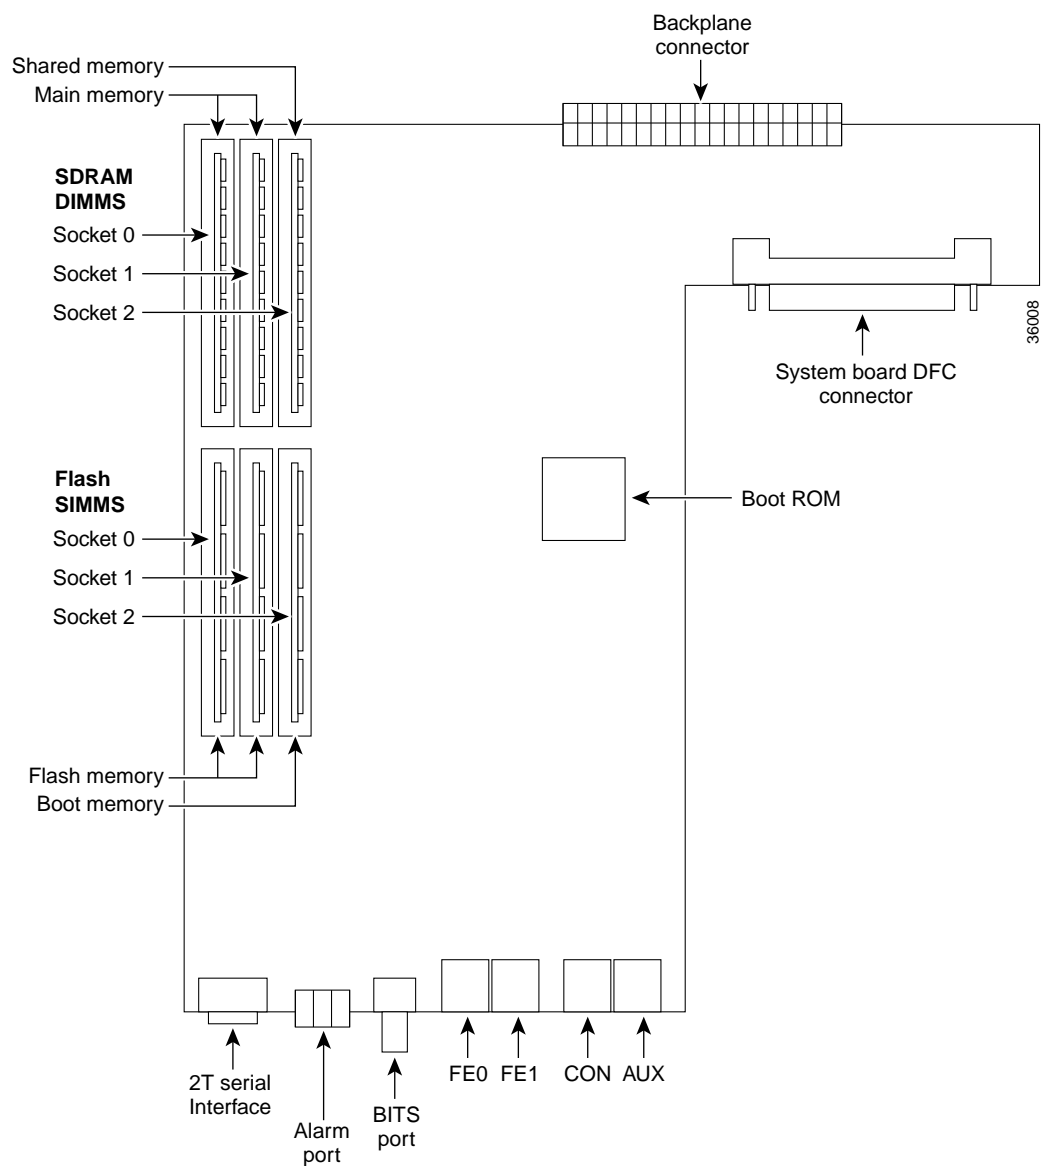 Backplane
connector
Shared memory
Main memory
SDRAM
DIMMS
Socket 0
Socket 1
Socket 2
36008
System board DFC
connector
Flash
SIMMS
Boot ROM
Socket 0
Socket 1
Socket 2
Flash memory
Boot memory
FE0 FE1 CON AUX
2T serial
Interface
BITS
port
Alarm
port